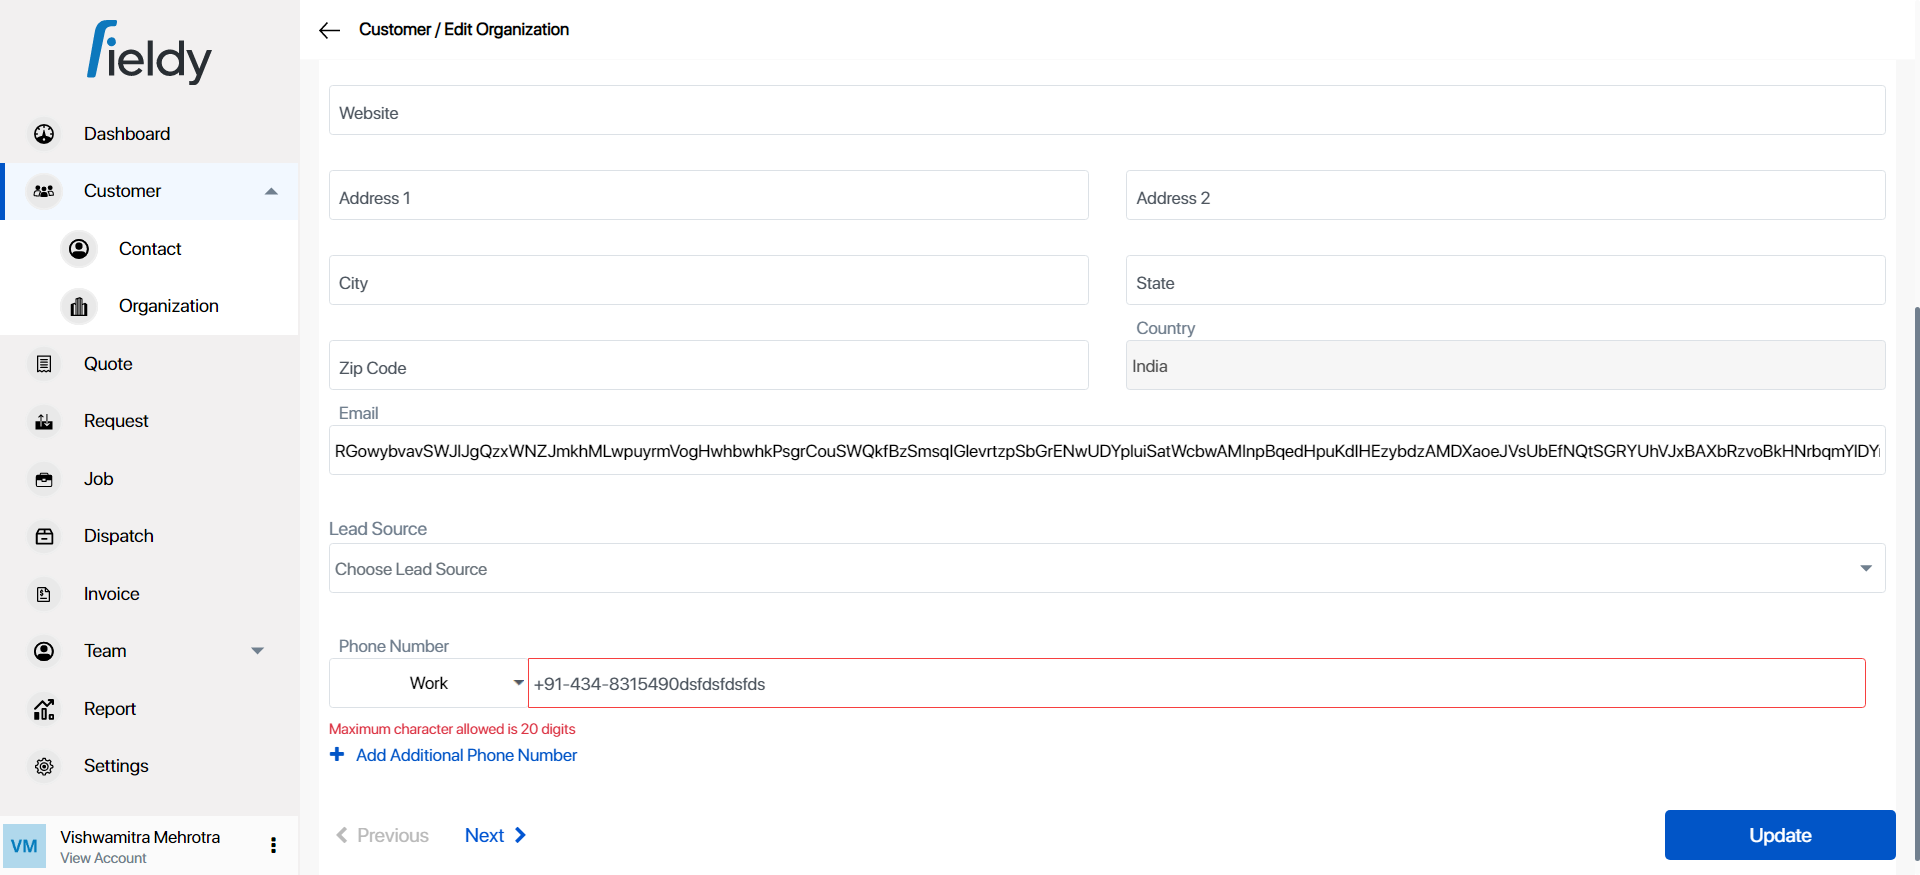 fieldy
Customer / Edit Organization
Dashboard
Customer
Contact
Organization
Quote
Request
Job
Dispatch
Invoice
Team
Report
Settings
VM
Vishwamitra Mehrotra
View Account
Website
Address 1
Address 2
City
State
Zip Code
Country
India
Email
Lead Source
Choose Lead Source
Phone Number
Work
+91-434-8315490dsfdsfdsfds
Maximum character allowed is 20 digits
Add Additional Phone Number
Previous
Next
Update